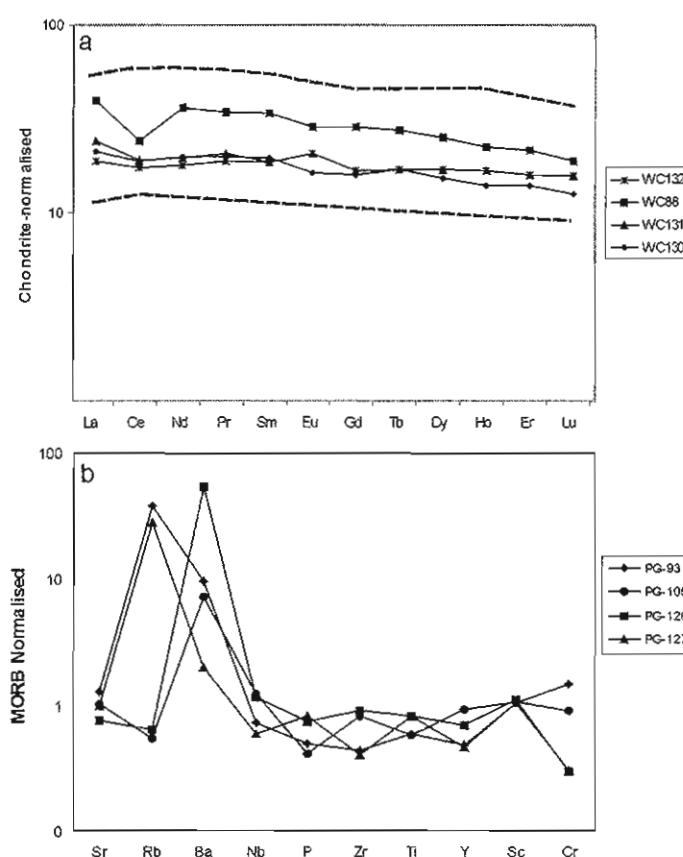 100
a
10
Chondrite-normalised
La Ce Nd Pr Sm Eu Gd Tb Dy Ho Er Lu
WC132
WC88
WC131
WC130
100
b
10
1
0
MORB Normalised
Sr Rb Ba Nb P Zr Ti Y Sc Cr
PG-93
PG-109
PG-126
PG-127